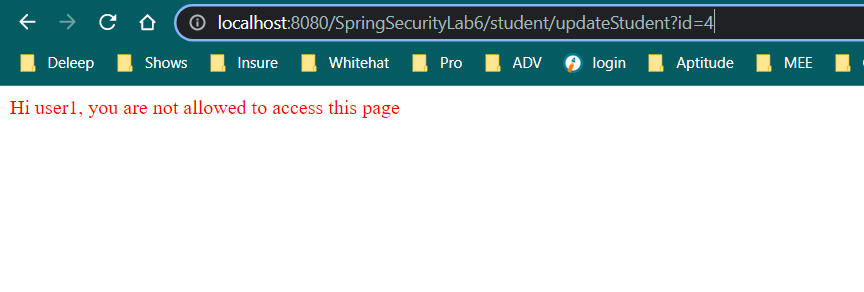 localhost:8080/SpringSecurityLab6/student/updateStudent?id=4
Deleep Shows Insure Whitehat Pro ADV login Aptitude MEE
Hi user1, you are not allowed to access this page